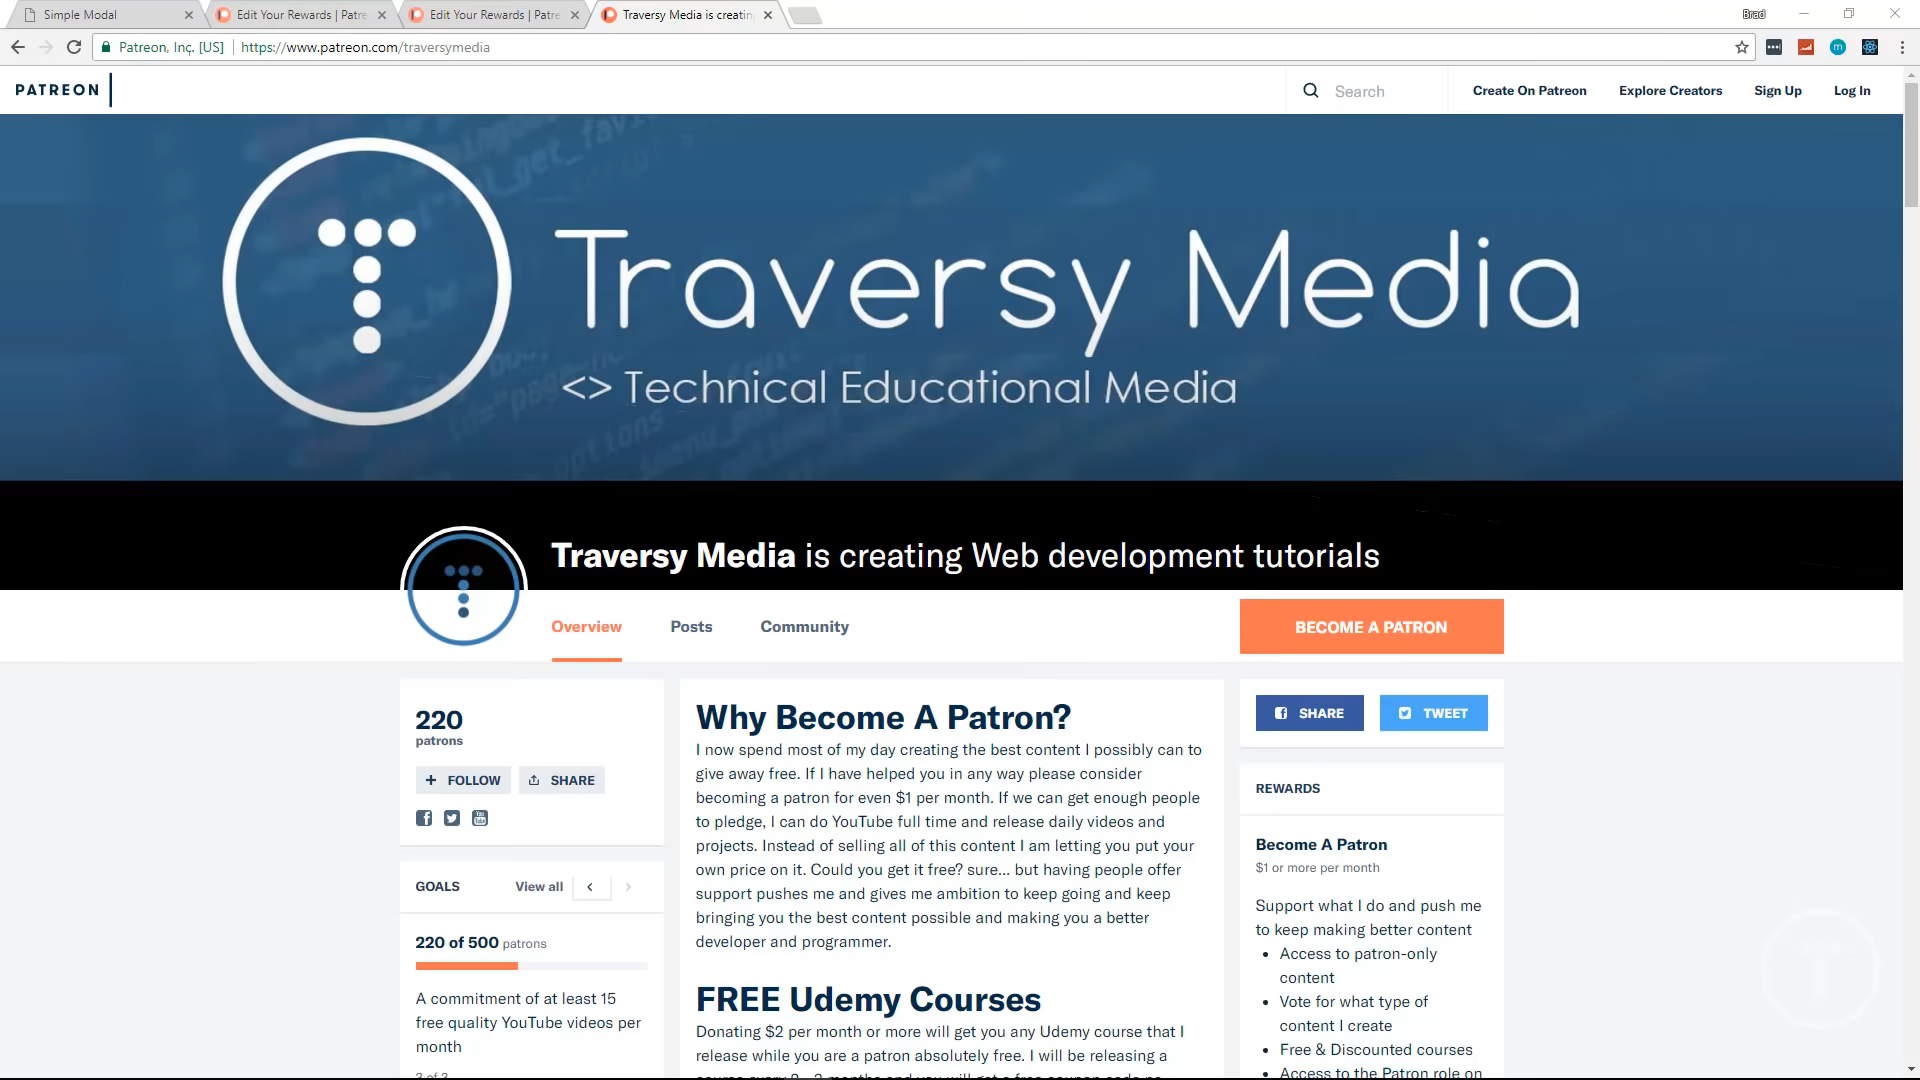 Simple Modal
Edit Your Rewards | Patre
Edit Your Rewards | Patre
Traversy Media is creatin
Brad
Patreon, Inc. [US]
https://www.patreon.com/traversymedia
PATREON
Search
Create On Patreon
Explore Creators
Sign Up
Log In
Traversy Media
<> Technical Educational Media
Traversy Media is creating Web development tutorials
Overview
Posts
Community
BECOME A PATRON
220
patrons
+ FOLLOW
SHARE
GOALS
View all
220 of 500 patrons
A commitment of at least 15
free quality YouTube videos per
month
Why Become A Patron?
I now spend most of my day creating the best content I possibly can to
give away free. If I have helped you in any way please consider
becoming a patron for even $1 per month. If we can get enough people
to pledge, I can do YouTube full time and release daily videos and
projects. Instead of selling all of this content I am letting you put your
own price on it. Could you get it free? sure... but having people offer
support pushes me and gives me ambition to keep going and keep
bringing you the best content possible and making you a better
developer and programmer.
FREE Udemy Courses
Donating $2 per month or more will get you any Udemy course that I
release while you are a patron absolutely free. I will be releasing a
SHARE
TWEET
REWARDS
Become A Patron
$1 or more per month
Support what I do and push me
to keep making better content
• Access to patron-only
content
• Vote for what type of
content I create
• Free & Discounted courses
• Access to the Patron role on